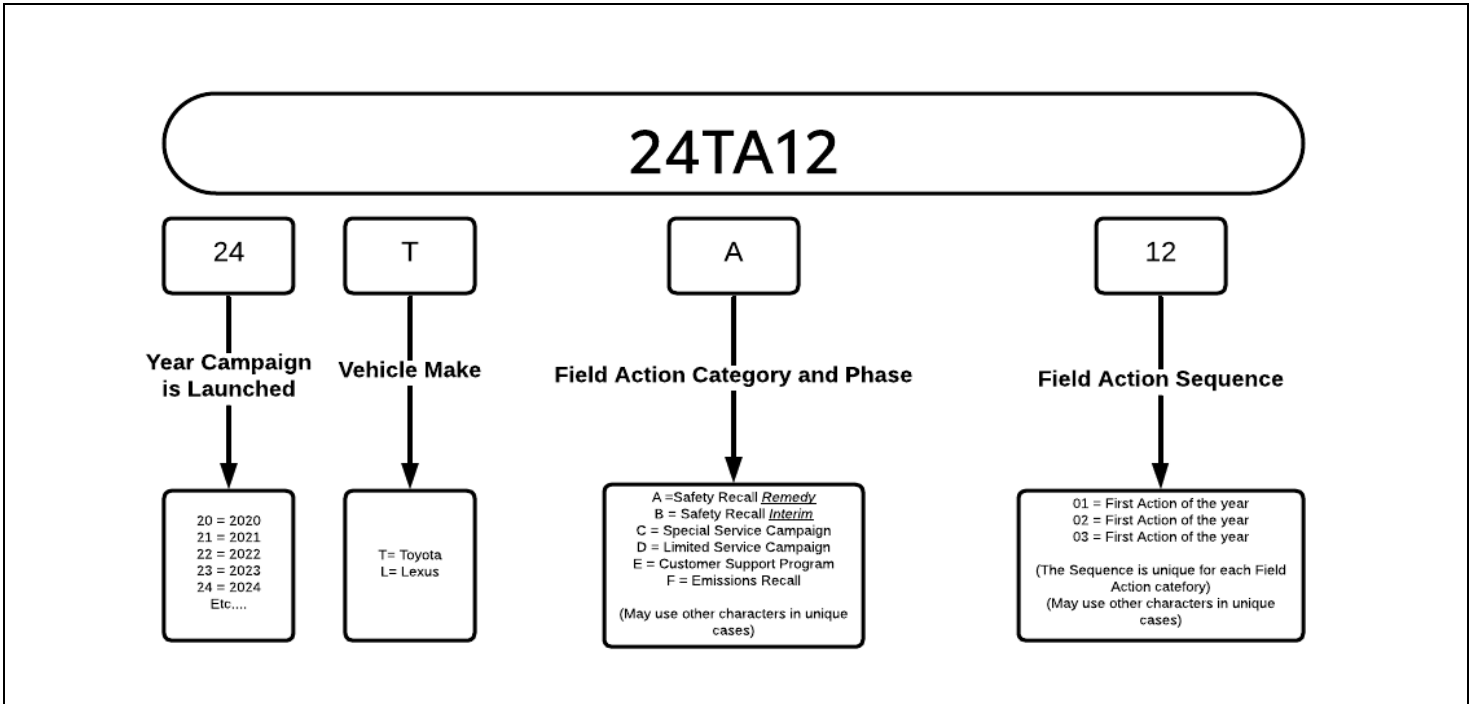 24TA12
24
T
A
12
Year Campaign
is Launched
Vehicle Make
Field Action Category and Phase
Field Action Sequence
20 = 2020
21 = 2021
22 = 2022
23 = 2023
24 = 2024
Etc....
T= Toyota
L= Lexus
A =Safety Recall Remedy
B = Safety Recall Interim
C = Special Service Campaign
D = Limited Service Campaign
E = Customer Support Program
F = Emissions Recall
(May use other characters in unique
cases)
01 = First Action of the year
02 = First Action of the year
03 = First Action of the year
(The Sequence is unique for each Field
Action catefory)
(May use other characters in unique
cases)